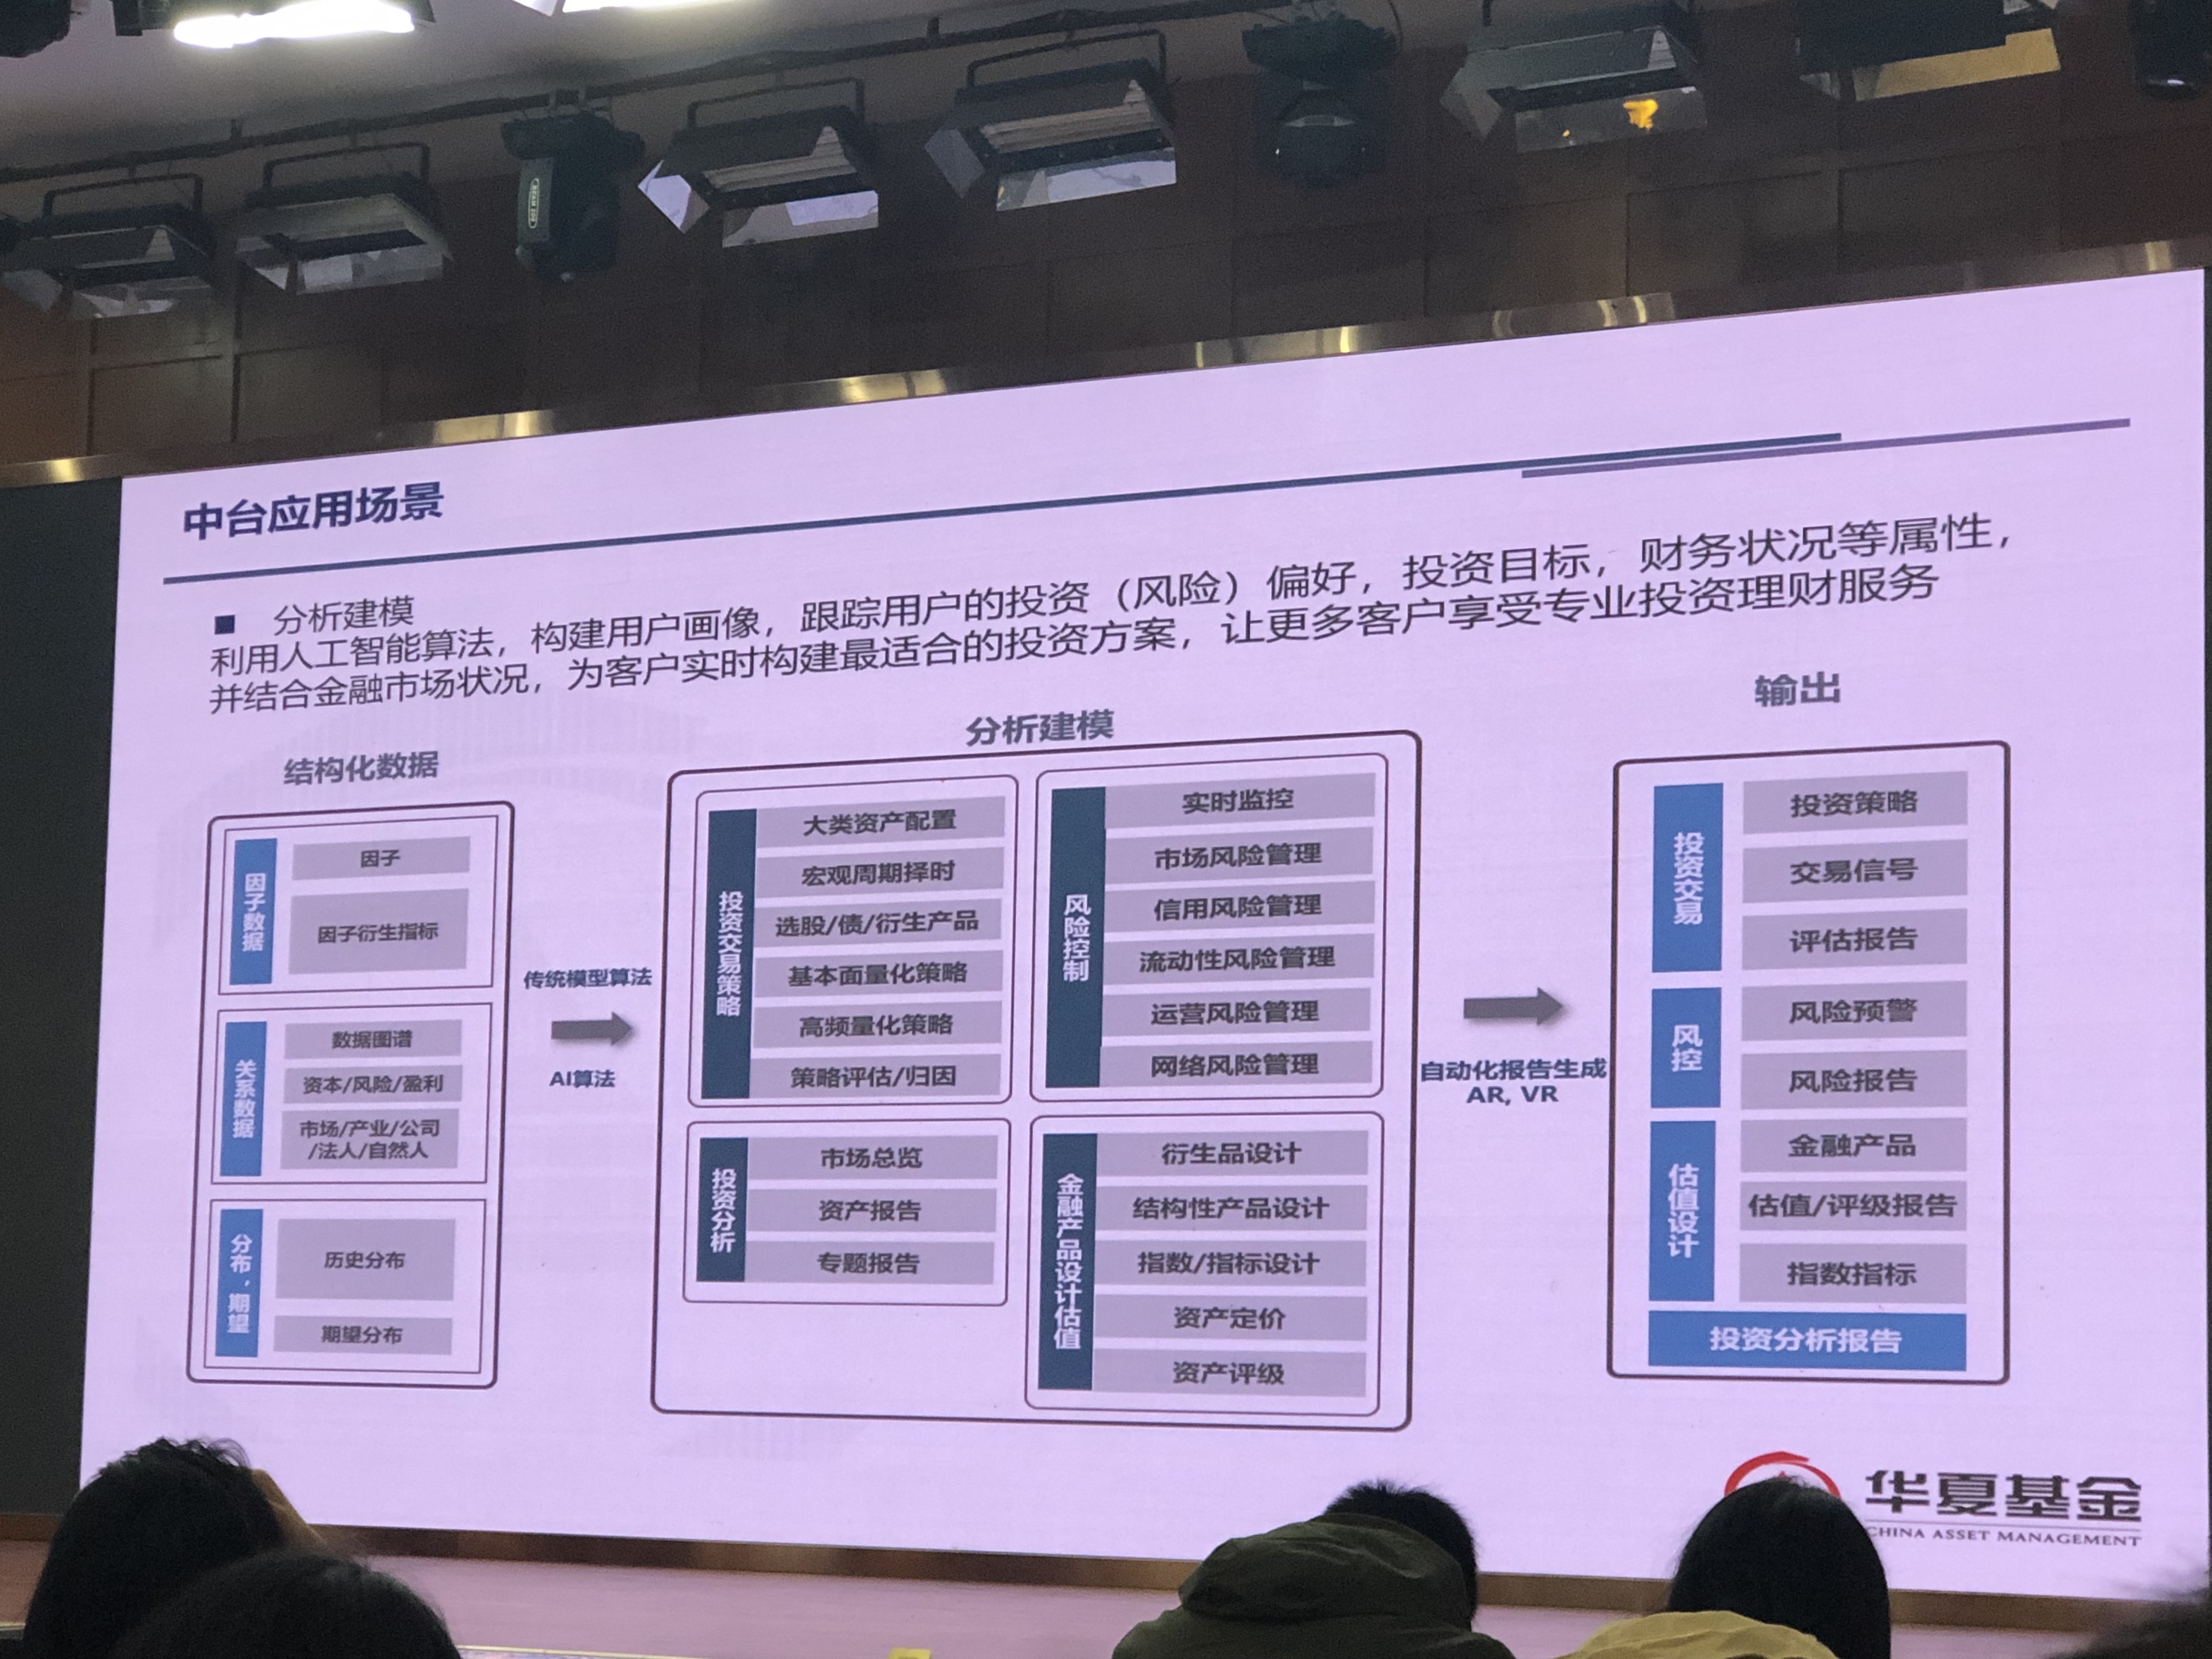 中台应用场景
■ 分析建模
利用人工智能算法，构建用户画像，跟踪用户的投资（风险）偏好，投资目标，财务状况等属性，
并结合金融市场状况，为客户实时构建最适合的投资方案，让更多客户享受专业投资理财服务
结构化数据
因子数据
因子
因子衍生指标
关系数据
数据图谱
资本/风险/盈利
市场/产业/公司
/法人/自然人
分布，期望
历史分布
期望分布
传统模型算法
AI算法
分析建模
投资交易策略
大类资产配置
宏观周期择时
选股/债/衍生产品
基本面量化策略
高频量化策略
策略评估/归因
投资分析
市场总览
资产报告
专题报告
风险控制
实时监控
市场风险管理
信用风险管理
流动性风险管理
运营风险管理
网络风险管理
金融产品设计估值
衍生品设计
结构性产品设计
指数/指标设计
资产定价
资产评级
自动化报告生成
AR, VR
输出
投资交易
投资策略
交易信号
评估报告
风控
风险预警
风险报告
估值设计
金融产品
估值/评级报告
指数指标
投资分析报告
华夏基金
CHINA ASSET MANAGEMENT